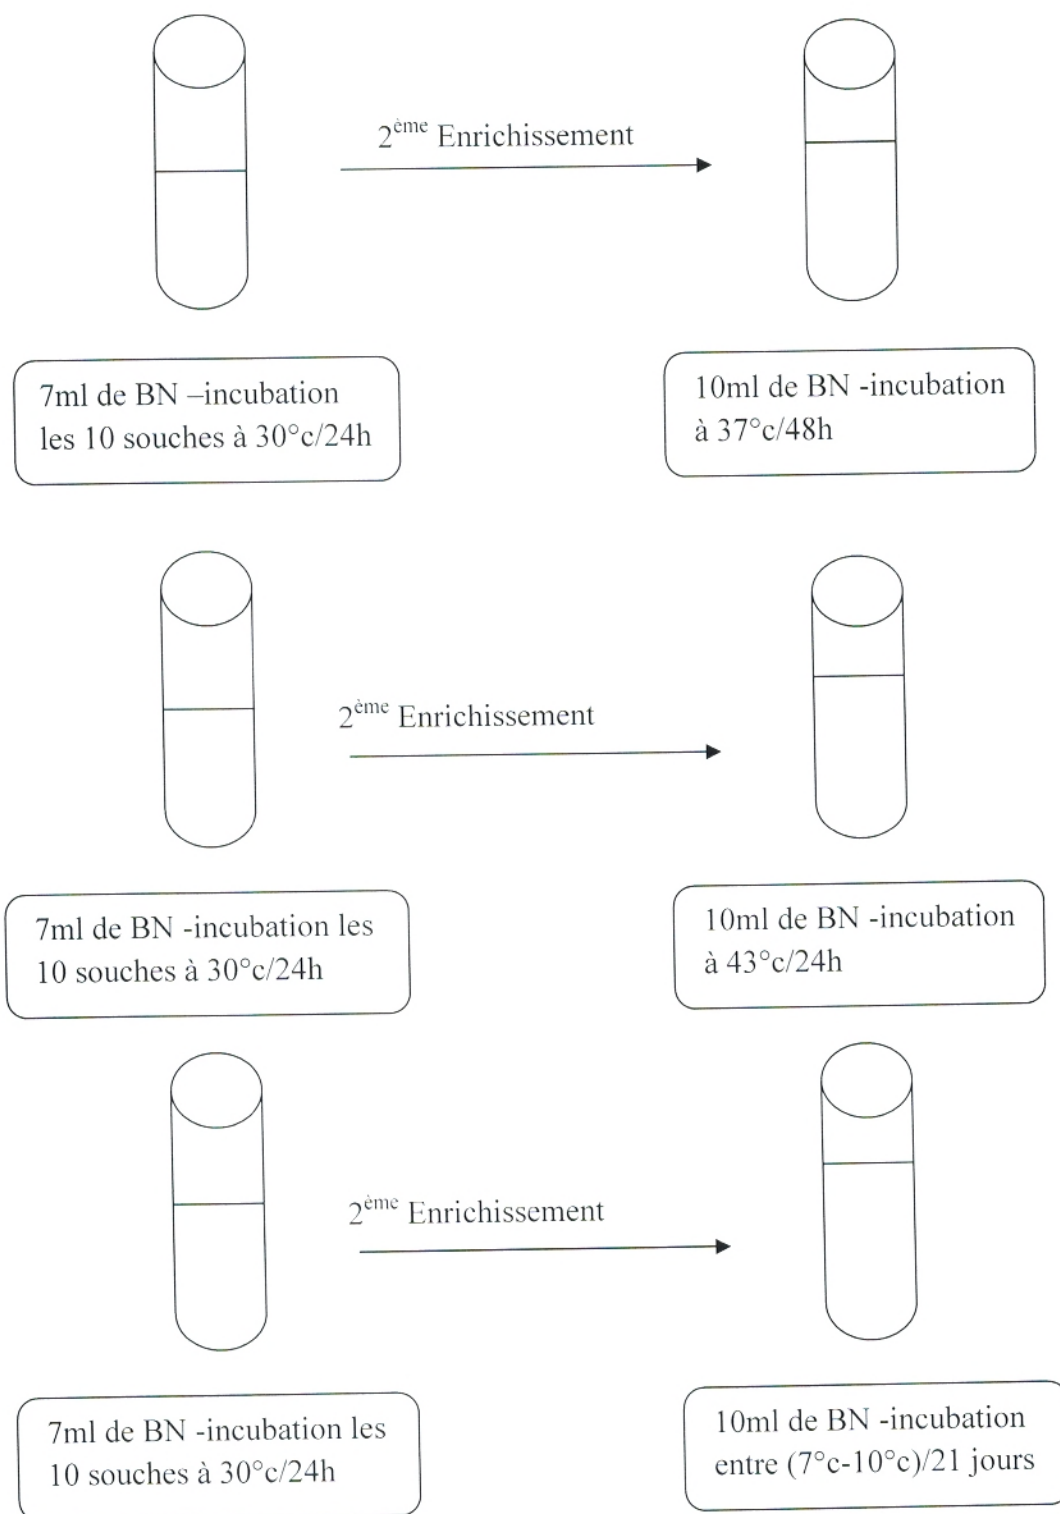 2ème Enrichissement
7ml de BN –incubation
les 10 souches à 30°c/24h
10ml de BN -incubation
à 37°c/48h
2ème Enrichissement
7ml de BN -incubation les
10 souches à 30°c/24h
10ml de BN -incubation
à 43°c/24h
2ème Enrichissement
7ml de BN -incubation les
10 souches à 30°c/24h
10ml de BN -incubation
entre (7°c-10°c)/21 jours